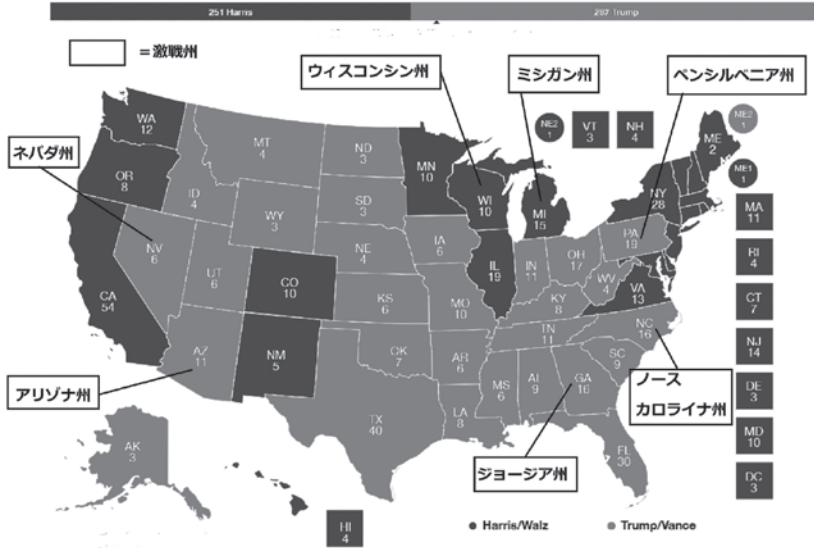 251 Harris
287 Trump
=激戦州
ウィスコンシン州
ミシガン州
ペンシルベニア州
ネバダ州
アリゾナ州
ジョージア州
ノース
カロライナ州
WA
12
OR
8
CA
54
NV
6
ID
4
MT
4
WY
3
UT
6
AZ
11
CO
10
NM
5
ND
3
SD
3
NE
4
KS
6
OK
7
TX
40
MN
10
IA
6
MO
10
AR
6
LA
8
WI
10
IL
19
MI
15
IN
11
OH
17
KY
8
TN
11
MS
6
AL
9
GA
16
FL
30
SC
9
NC
16
VA
13
WV
4
PA
19
NY
28
ME
2
NE2
1
VT
3
NH
4
ME2
1
ME1
1
MA
11
RI
4
CT
7
NJ
14
DE
3
MD
10
DC
3
AK
3
HI
4
Harris/Walz
Trump/Vance